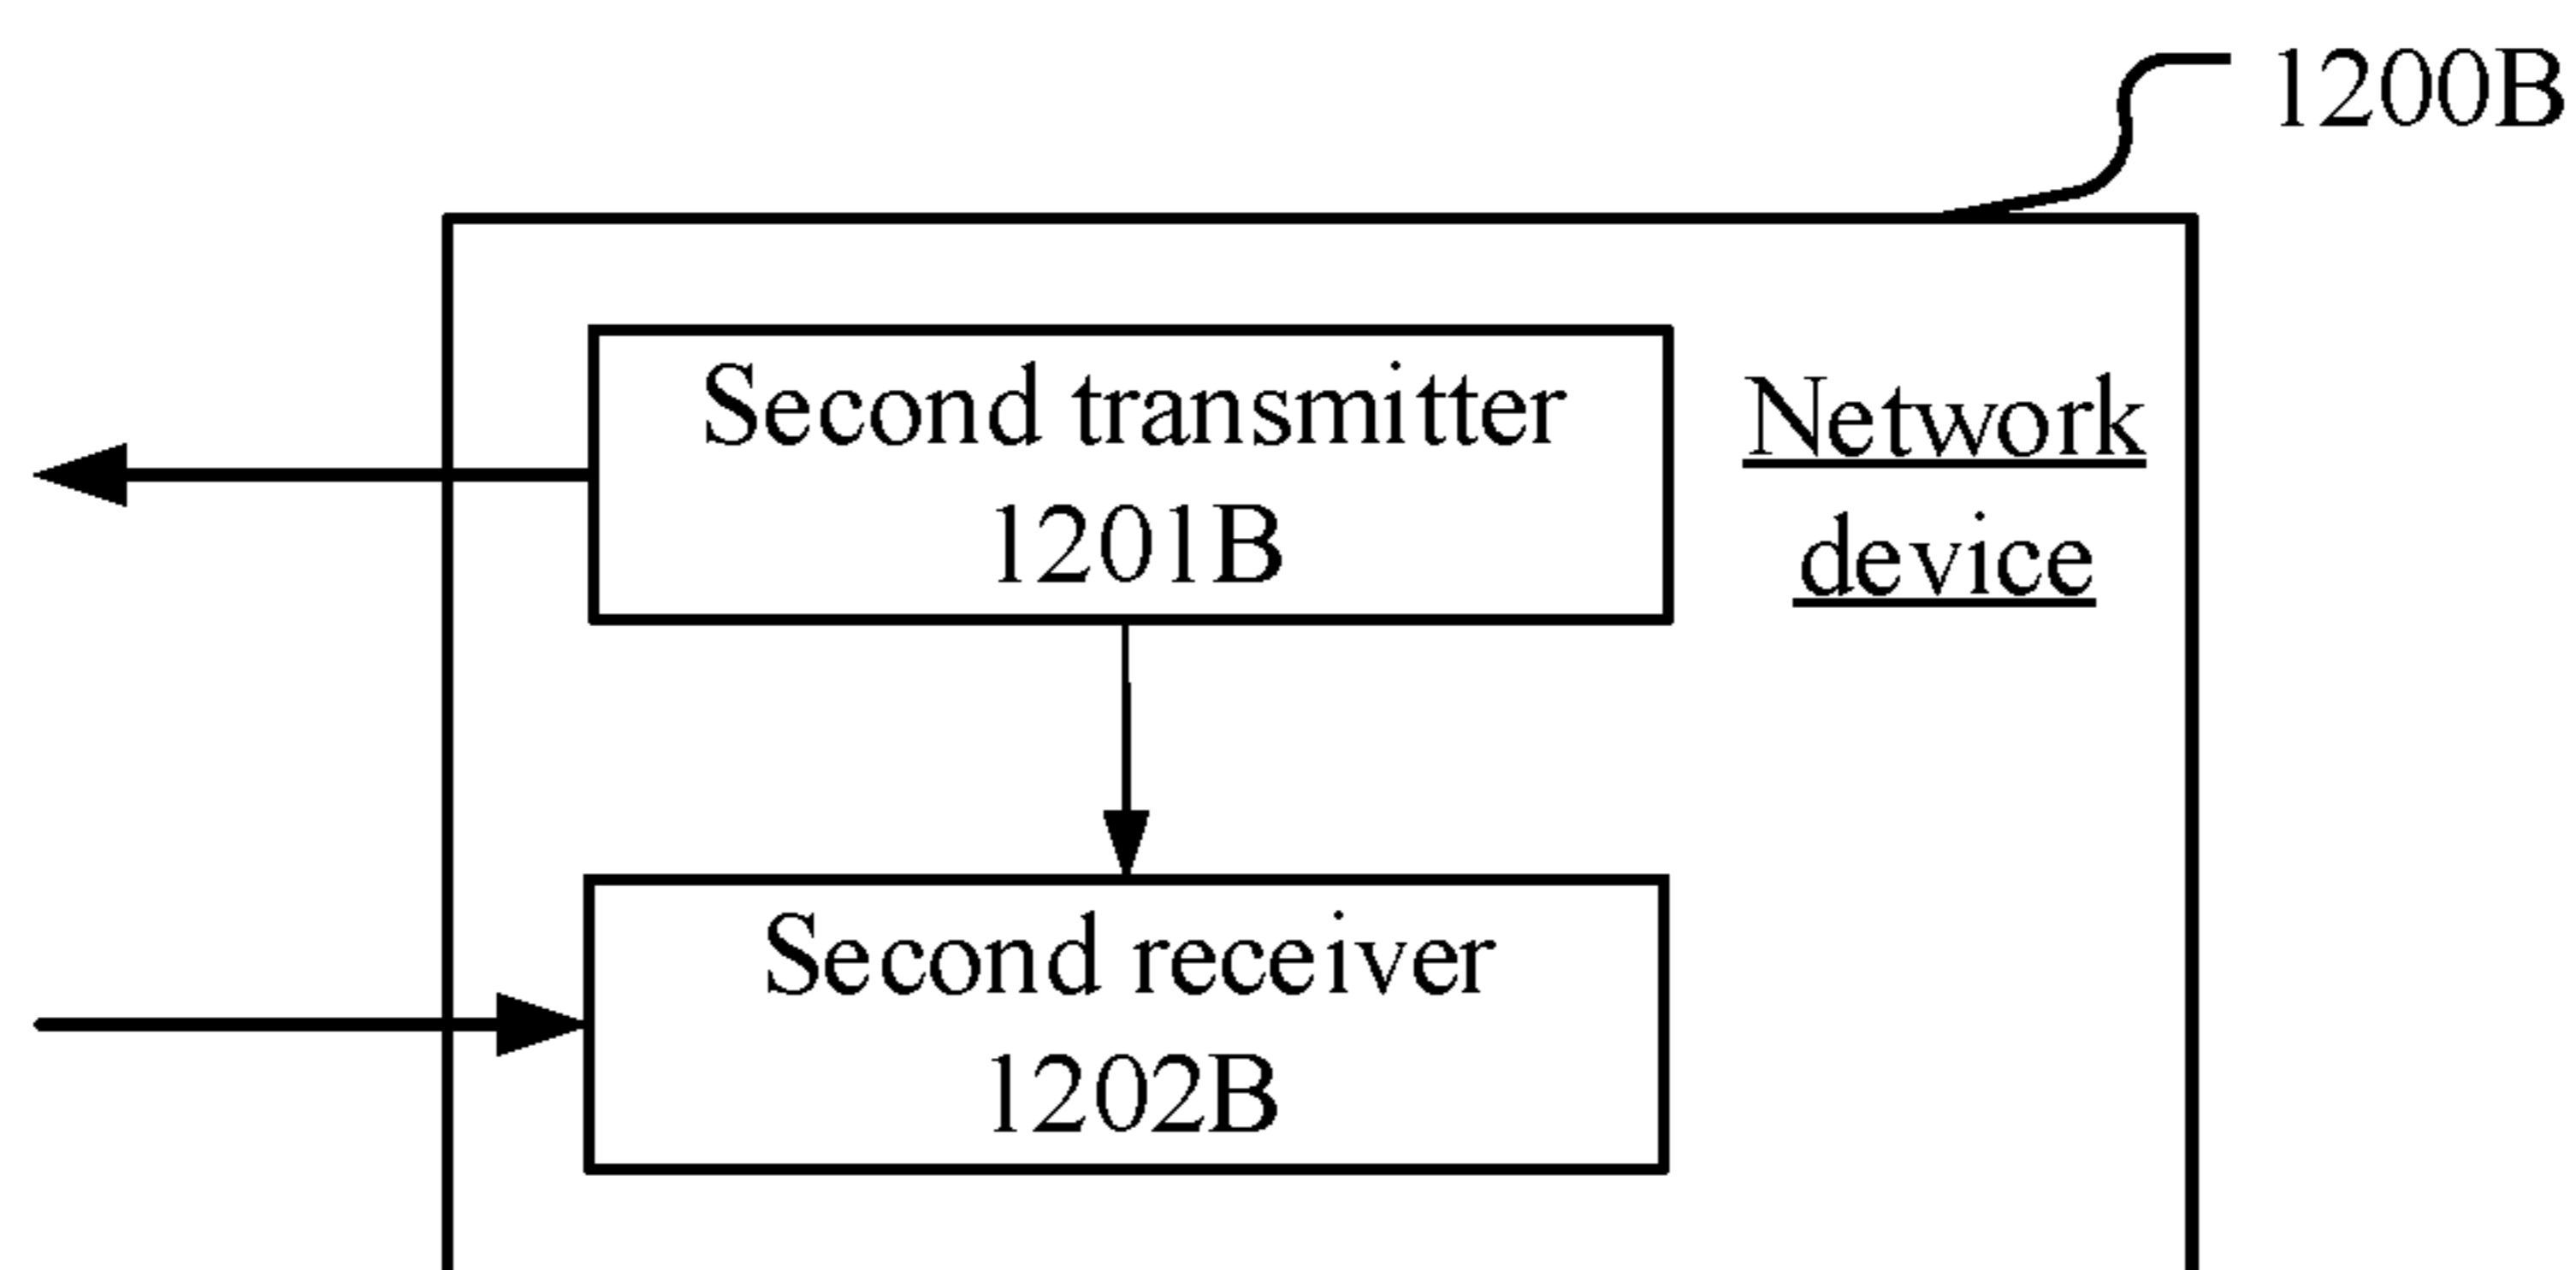 1200B
Second transmitter
1201B
Network
device
Second receiver
1202B